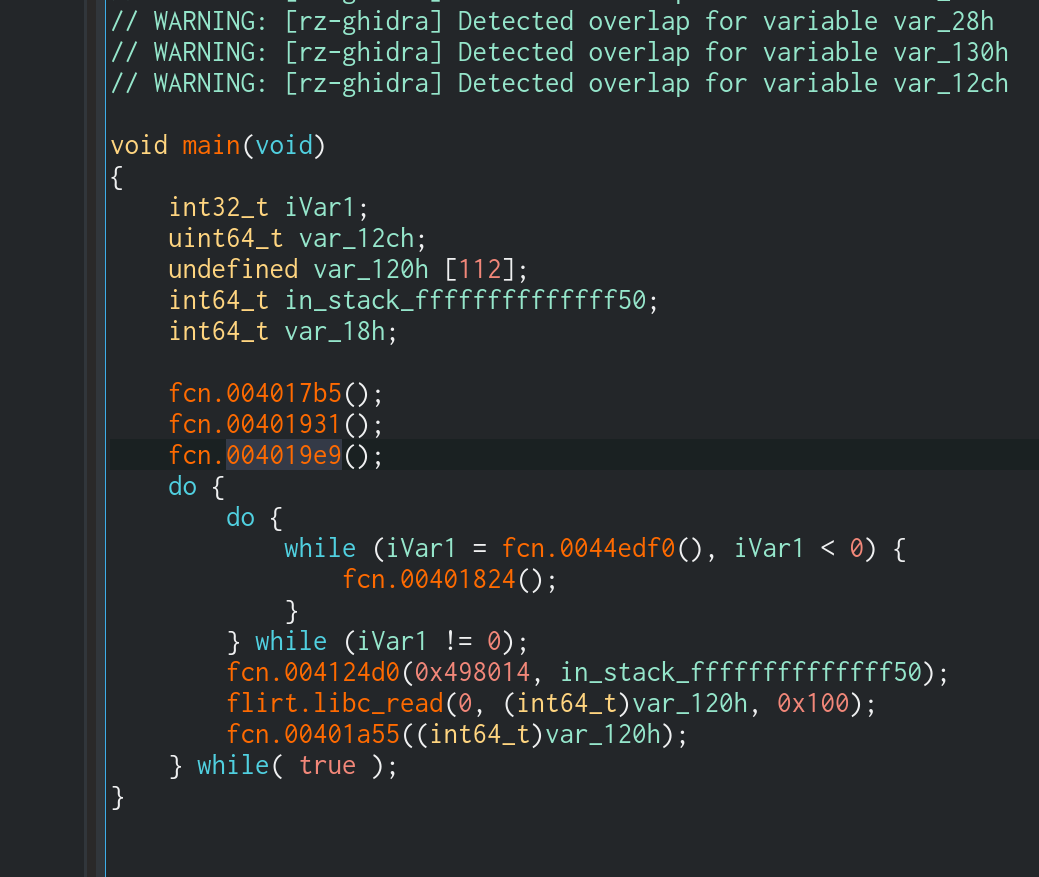 // WARNING: [rz-ghidra] Detected overlap for variable var_28h
// WARNING: [rz-ghidra] Detected overlap for variable var_130h
// WARNING: [rz-ghidra] Detected overlap for variable var_12ch

void main(void)
{
    int32_t iVar1;
    uint64_t var_12ch;
    undefined var_120h [112];
    int64_t in_stack_ffffffffffffff50;
    int64_t var_18h;

    fcn.004017b5();
    fcn.00401931();
    fcn.004019e9();
    do {
        do {
            while (iVar1 = fcn.0044edf0(), iVar1 < 0) {
                fcn.00401824();
            }
        } while (iVar1 != 0);
        fcn.004124d0(0x498014, in_stack_ffffffffffffff50);
        flirt.libc_read(0, (int64_t)var_120h, 0x100);
        fcn.00401a55((int64_t)var_120h);
    } while( true );
}